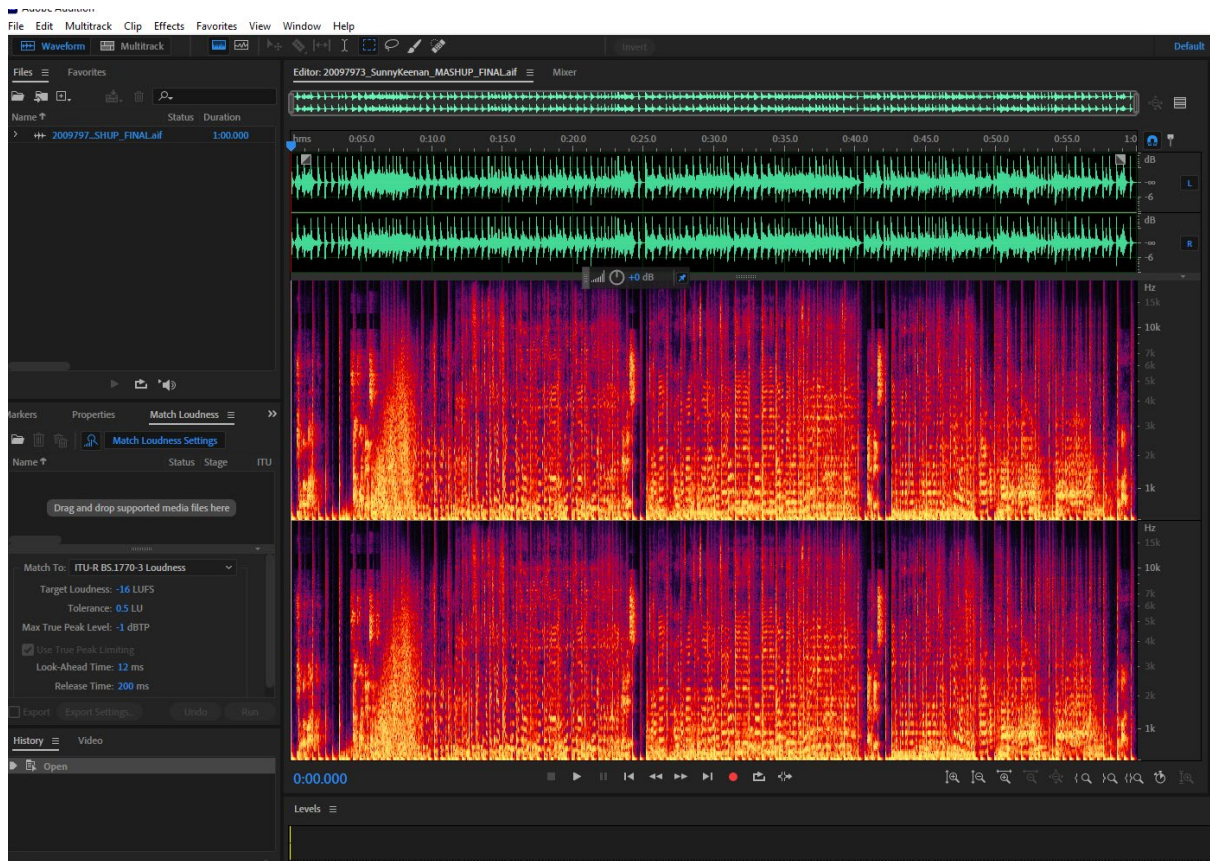 Adobe Audition
File Edit Multitrack Clip Effects Favorites View Window Help
Waveform Multitrack Invert Default
Files Favorites
Editor: 20097973_SunnyKeenan_MASHUP_FINAL.aif Mixer
Name Status Duration
2009797...SHUP_FINAL.aif 1:00.000
hms 0:05.0 0:10.0 0:15.0 0:20.0 0:25.0 0:30.0 0:35.0 0:40.0 0:45.0 0:50.0 0:55.0 1:0
dB
-∞ L
-6
dB
-∞ R
-6
+0 dB
Hz
15k
10k
7k
6k
5k
4k
3k
2k
1k
Markers Properties Match Loudness
Match Loudness Settings
Name Status Stage ITU
Drag and drop supported media files here
Hz
15k
10k
7k
6k
5k
4k
3k
2k
1k
Match To: ITU-R BS.1770-3 Loudness
Target Loudness: -16 LUFS
Tolerance: 0.5 LU
Max True Peak Level: -1 dBTP
Use True Peak Limiting
Look-Ahead Time: 12 ms
Release Time: 200 ms
Export Export Settings... Undo Run
History Video
Open
0:00.000
Levels